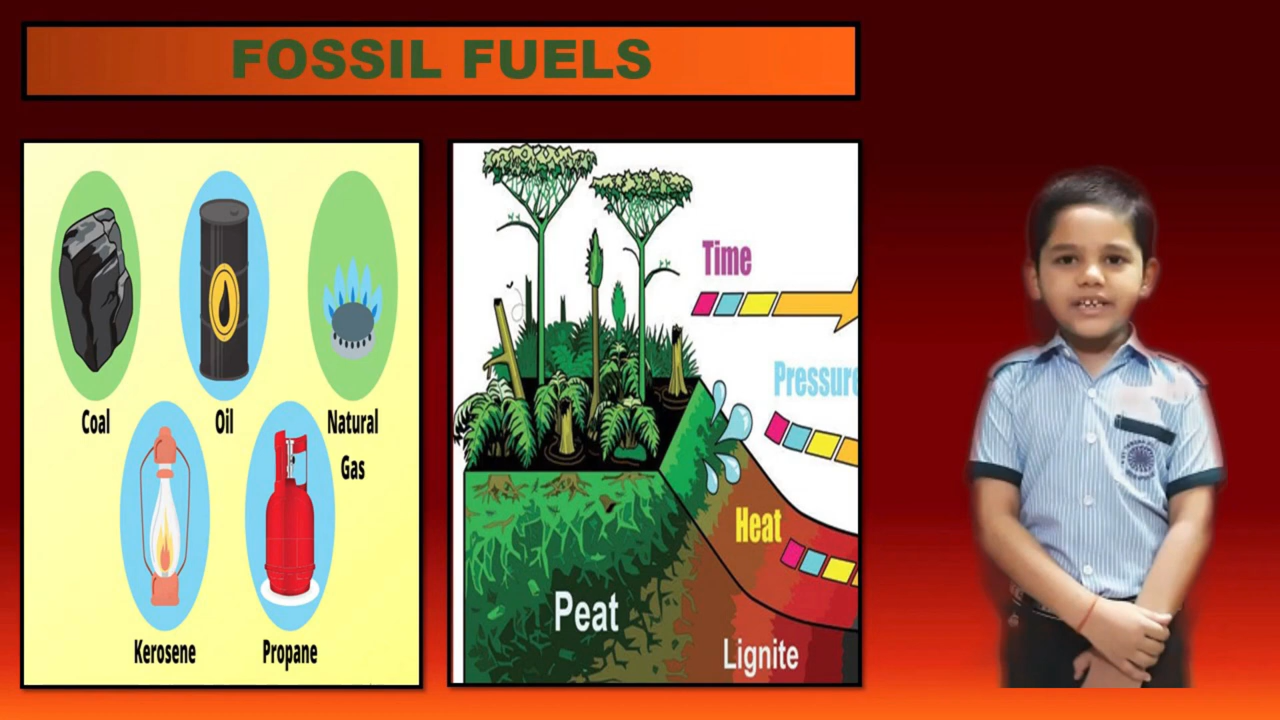 FOSSIL FUELS
Coal
Oil
Natural
Gas
Kerosene
Propane
Time
Pressure
Heat
Peat
Lignite